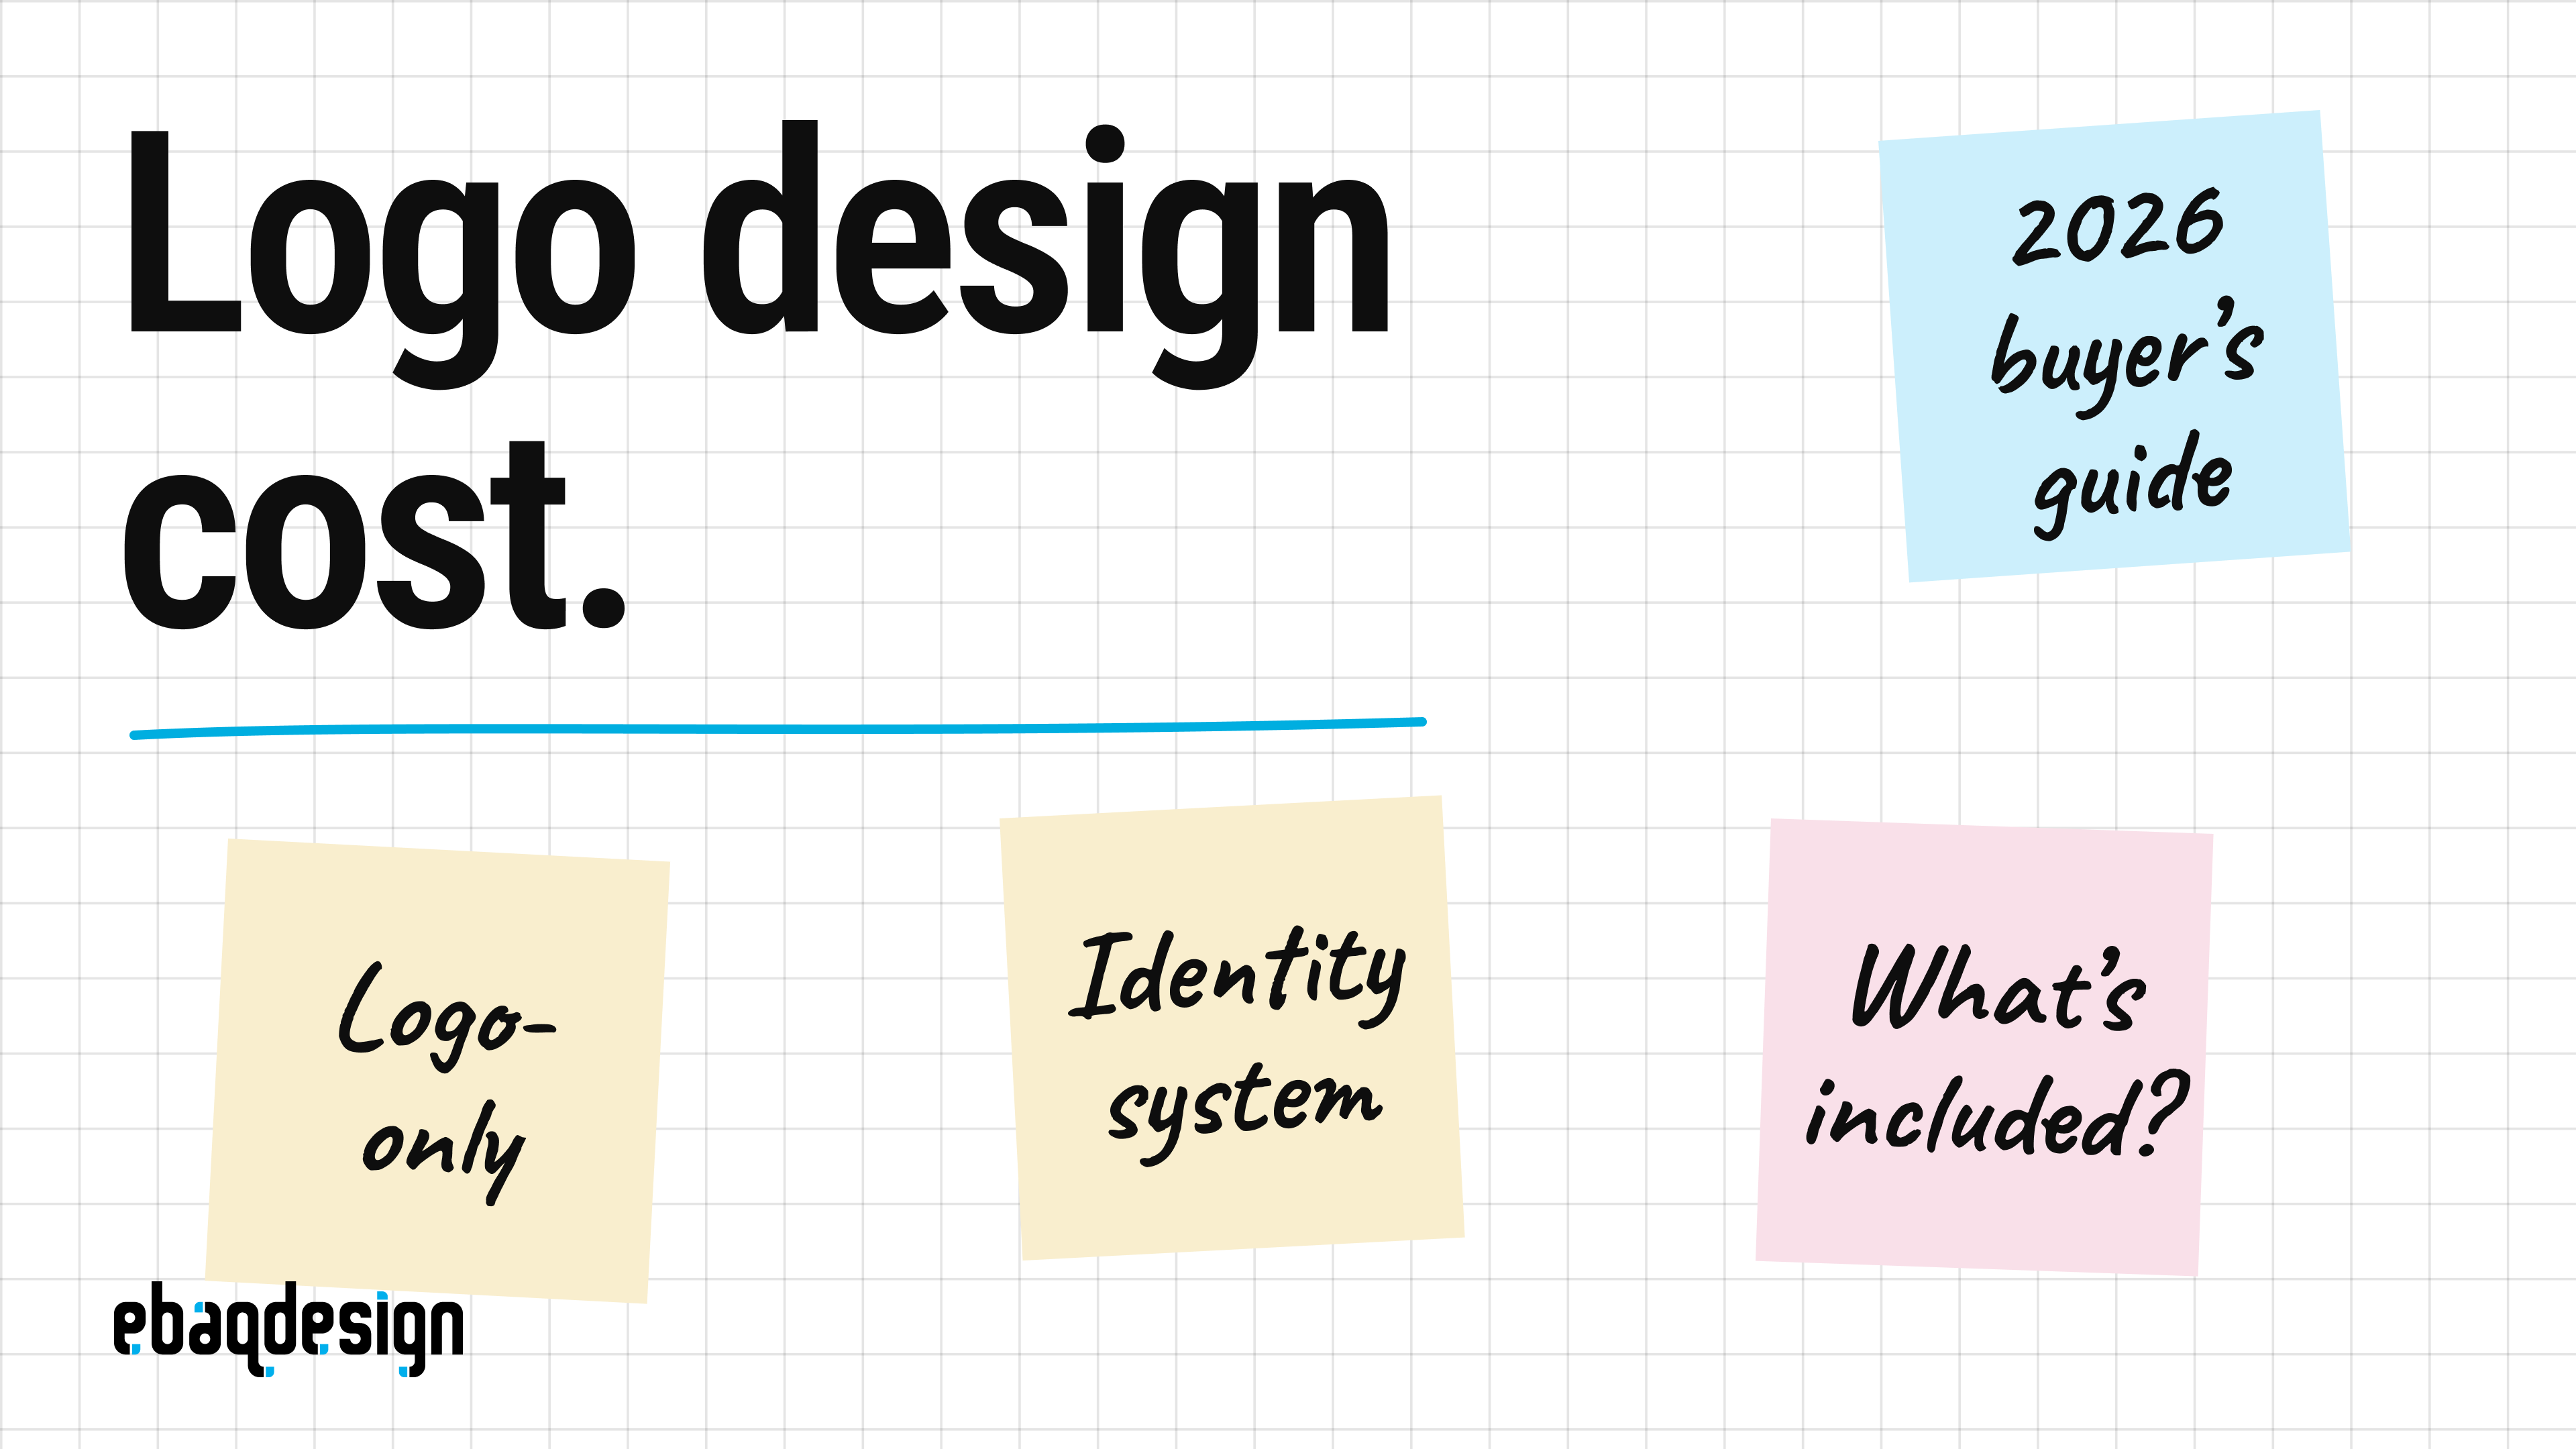 Logo design
cost.
2026
buyer's
guide
Logo-
only
Identity
system
What's
included?
ebaqdesign